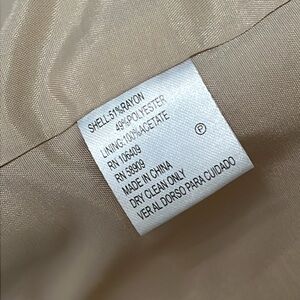 SHELL:51%RAYON
49%POLYESTER
LINING:100%ACETATE
RN 106409
RN 58909
MADE IN CHINA
DRY CLEAN ONLY
VER AL DORSO PARA CUIDADO
P